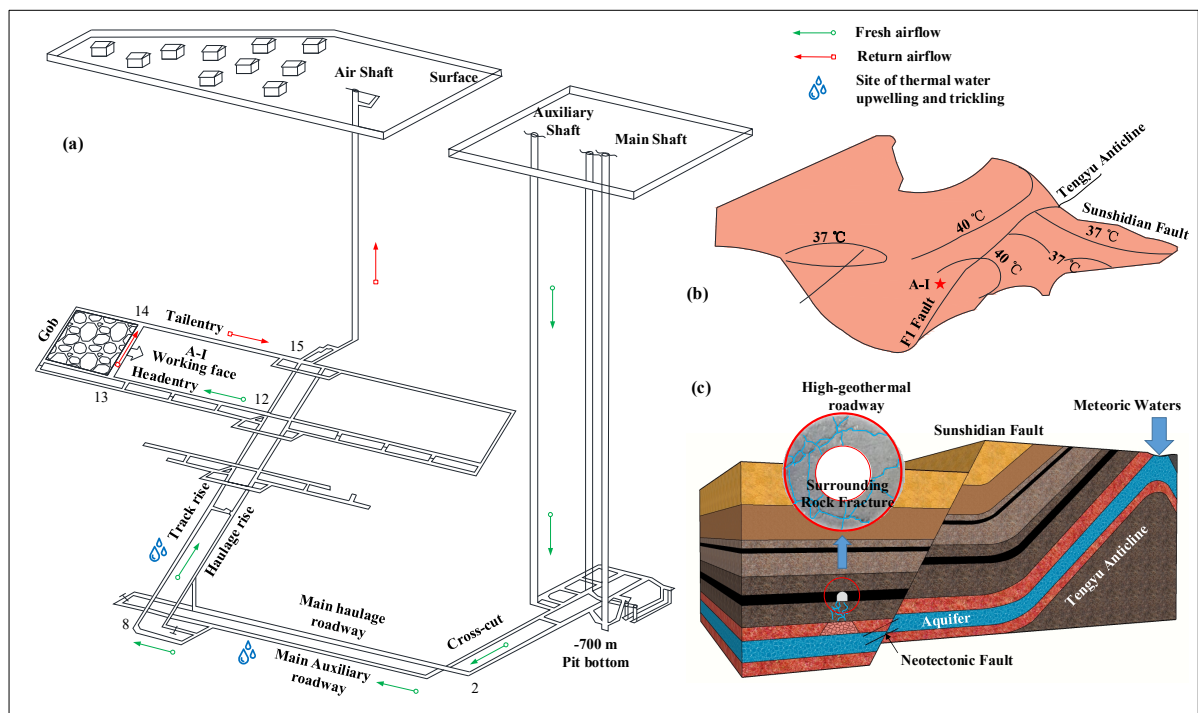 Fresh airflow
Return airflow
Site of thermal water
upwelling and trickling
(a)
Air Shaft
Surface
Auxiliary
Shaft
Main Shaft
Gob
14
Tailentry
15
A-I
Working face
Headentry
13
12
Track rise
Haulage rise
8
Main haulage
roadway
Main Auxiliary
roadway
Cross-cut
2
-700 m
Pit bottom
(b)
Tengyu Anticline
Sunshidian Fault
40 ℃
37 ℃
37 ℃
37 ℃
40 ℃
A-I
F1 Fault
(c)
High-geothermal
roadway
Meteoric Waters
Sunshidian Fault
Surrounding
Rock Fracture
Tengyu Anticline
Aquifer
Neotectonic Fault